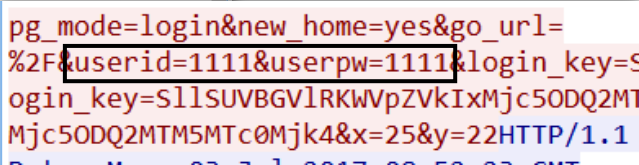 pg_mode=login&new_home=yes&go_url=
%2F&userid=1111&userpw=1111&login_key=S
ogin_key=SllSUVBGVlRKWVpZVkIxMjc5ODQ2MT
Mjc5ODQ2MTM5MTc0Mjk4&x=25&y=22HTTP/1.1